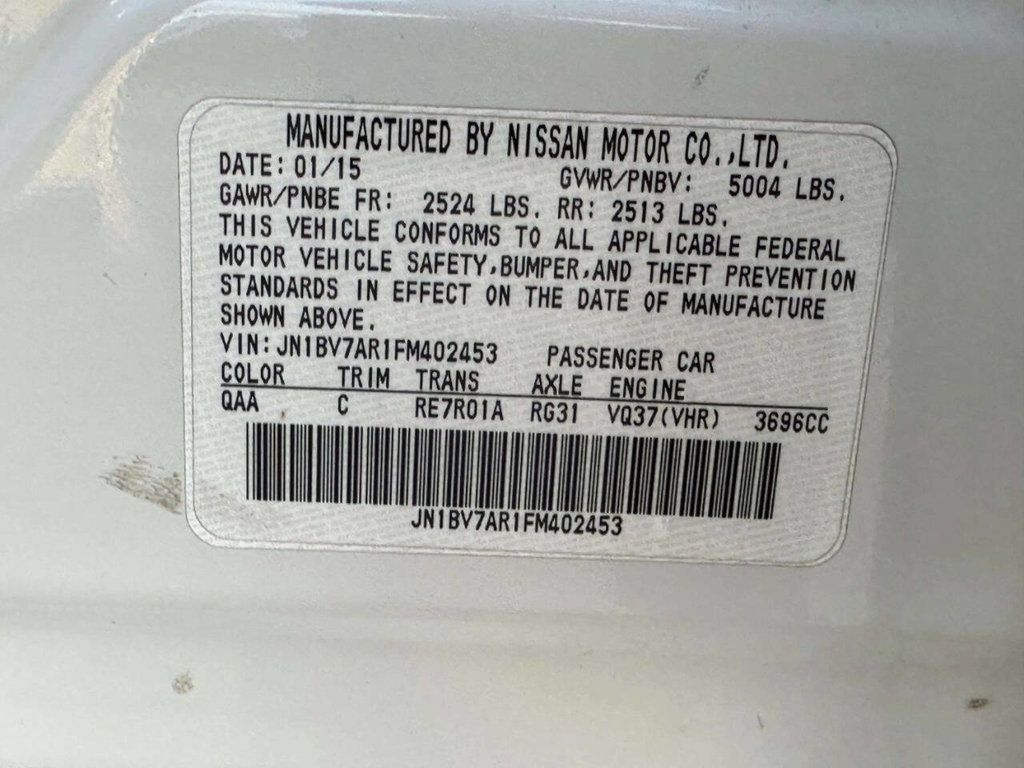 MANUFACTURED BY NISSAN MOTOR CO.,LTD.
DATE: 01/15 GVWR/PNBV: 5004 LBS.
GAWR/PNBE FR: 2524 LBS. RR: 2513 LBS.
THIS VEHICLE CONFORMS TO ALL APPLICABLE FEDERAL
MOTOR VEHICLE SAFETY,BUMPER,AND THEFT PREVENTION
STANDARDS IN EFFECT ON THE DATE OF MANUFACTURE
SHOWN ABOVE.
VIN: JN1BV7AR1FM402453 PASSENGER CAR
COLOR TRIM TRANS AXLE ENGINE
QAA C RE7R01A RG31 VQ37(VHR) 3696CC
JN1BV7AR1FM402453